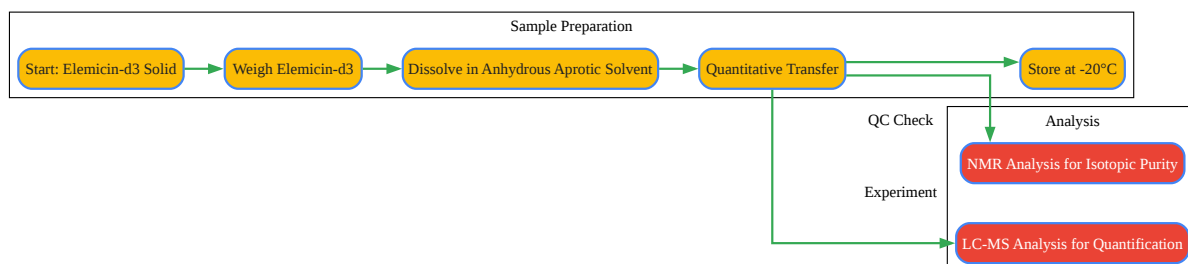 Sample Preparation
Start: Elemicin-d3 Solid
Weigh Elemicin-d3
Dissolve in Anhydrous Aprotic Solvent
Quantitative Transfer
Store at -20°C
QC Check
Analysis
NMR Analysis for Isotopic Purity
Experiment
LC-MS Analysis for Quantification